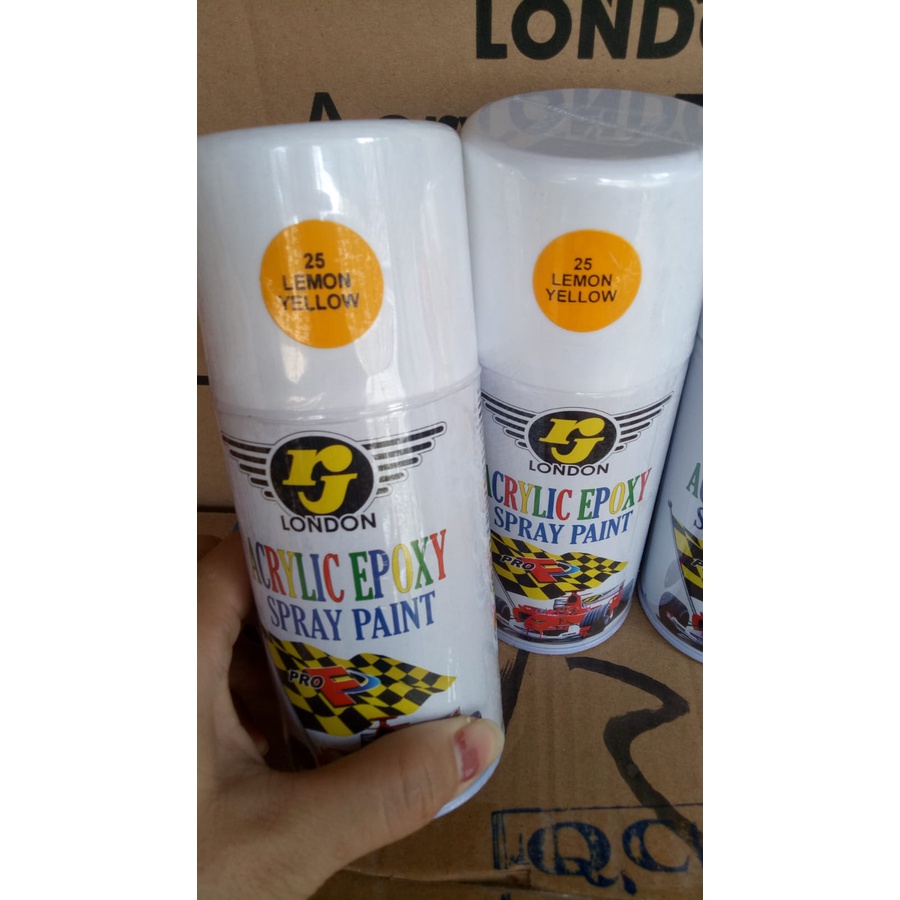 LONDO
25
LEMON
YELLOW
rj
LONDON
ACRYLIC EPOXY
SPRAY PAINT
PRO F
25
LEMON
YELLOW
rj
LONDON
ACRYLIC EPOXY
SPRAY PAINT
PRO F
Q.C